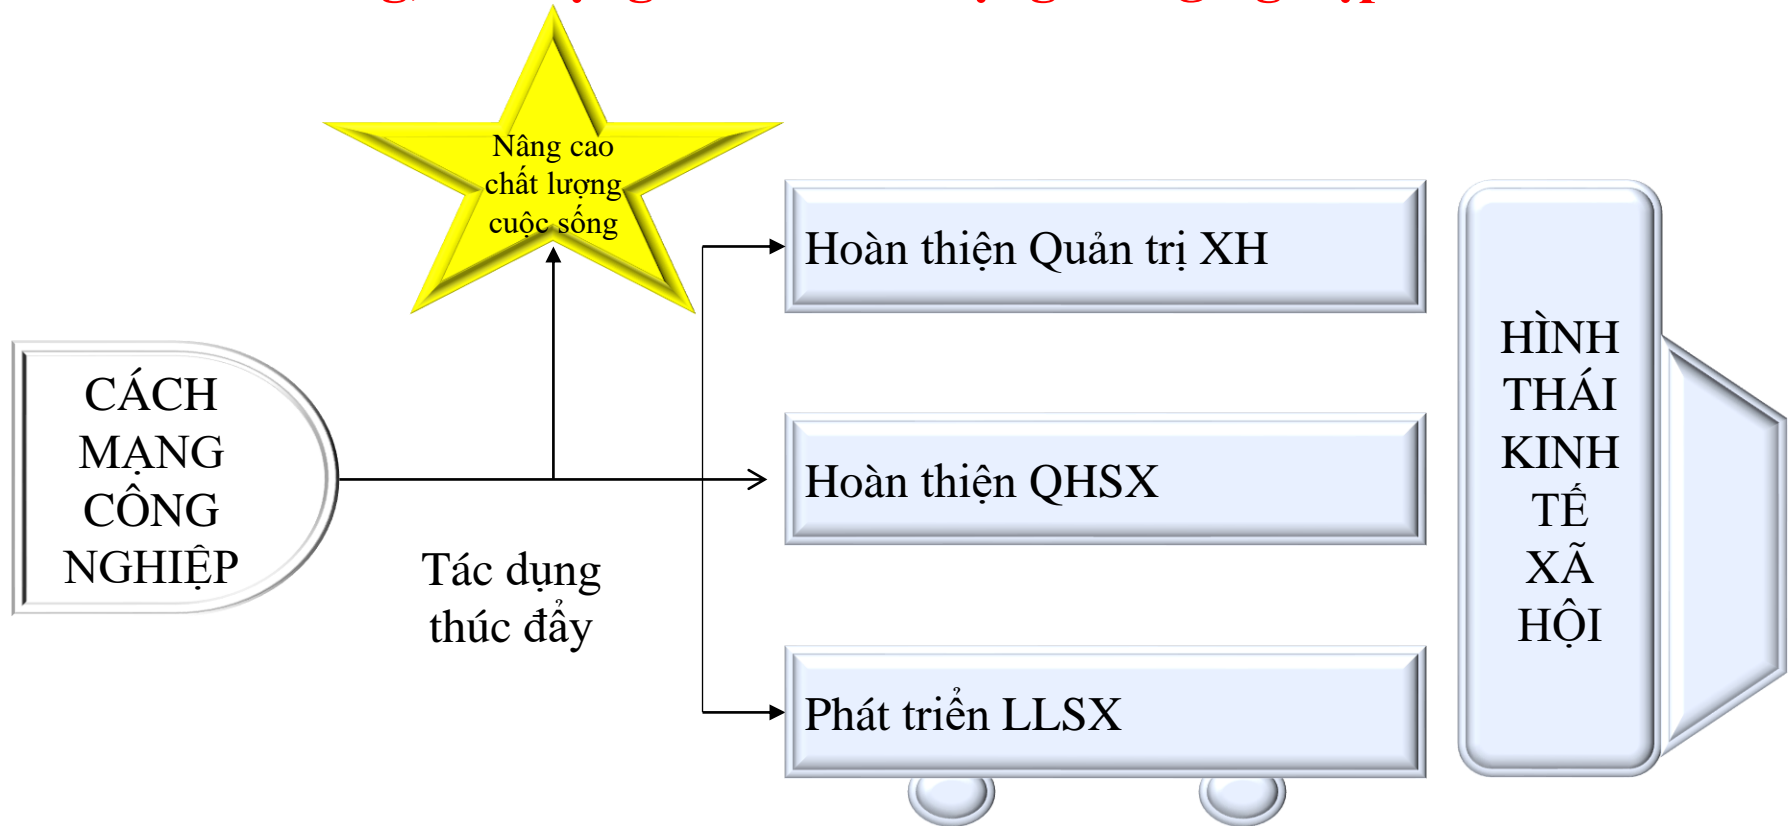 Nâng cao
chất lượng
cuộc sống
Hoàn thiện Quản trị XH
CÁCH
MẠNG
CÔNG
NGHIỆP
Hoàn thiện QHSX
Tác dụng
thúc đẩy
Phát triển LLSX
HÌNH
THÁI
KINH
TẾ
XÃ
HỘI